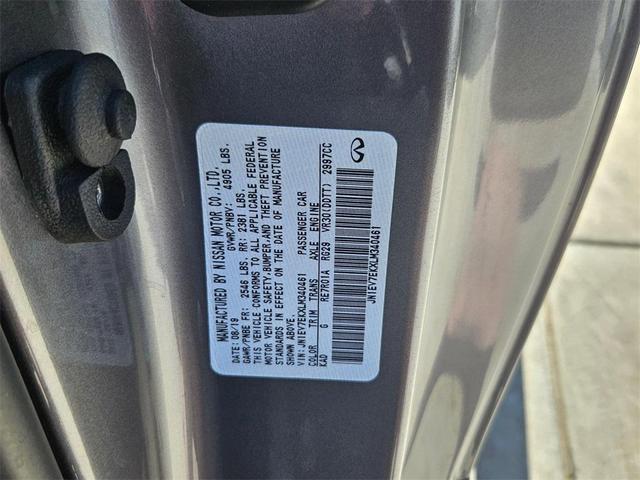 MANUFACTURED BY NISSAN MOTOR CO., LTD.
DATE: 08/19 GVWR/PNBV: 4905 LBS.
GAWR/PNBE FR: 2546 LBS. RR: 2381 LBS.
THIS VEHICLE CONFORMS TO ALL APPLICABLE FEDERAL
MOTOR VEHICLE SAFETY, BUMPER, AND THEFT PREVENTION
STANDARDS IN EFFECT ON THE DATE OF MANUFACTURE
SHOWN ABOVE.
VIN: JN1EV7EKXLM340461 PASSENGER CAR
COLOR TRIM TRANS AXLE ENGINE
KAD G RE7R01A RG29 VR30(DDTT) 2997CC
JN1EV7EKXLM340461